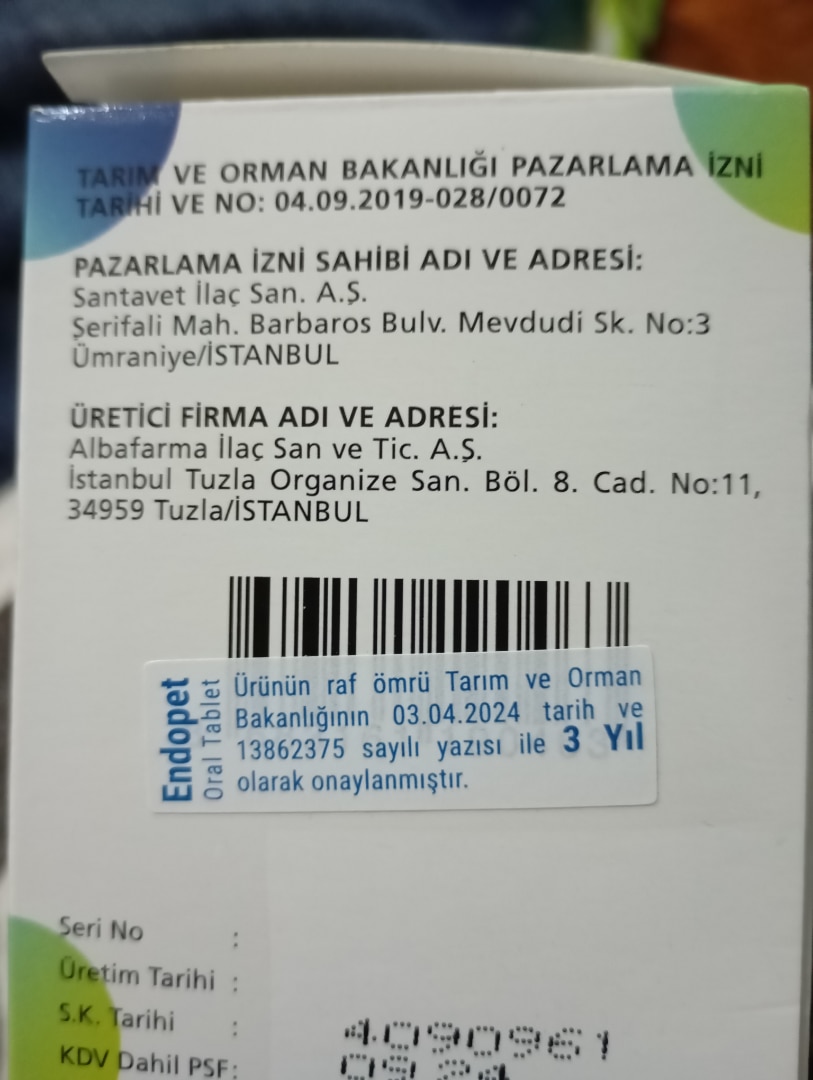 TARIM VE ORMAN BAKANLIĞI PAZARLAMA İZNİ
TARİHİ VE NO: 04.09.2019-028/0072
PAZARLAMA İZNİ SAHİBİ ADI VE ADRESİ:
Santavet İlaç San. A.Ş.
Şerifali Mah. Barbaros Bulv. Mevdudi Sk. No:3
Ümraniye/İSTANBUL
ÜRETİCİ FİRMA ADI VE ADRESİ:
Albafarma İlaç San ve Tic. A.Ş.
İstanbul Tuzla Organize San. Böl. 8. Cad. No:11,
34959 Tuzla/İSTANBUL
Endopet
Oral Tablet
Ürünün raf ömrü Tarım ve Orman
Bakanlığının 03.04.2024 tarih ve
13862375 sayılı yazısı ile 3 Yıl
olarak onaylanmıştır.
Seri No :
Üretim Tarihi :
S.K. Tarihi :
KDV Dahil PSF:
4090961